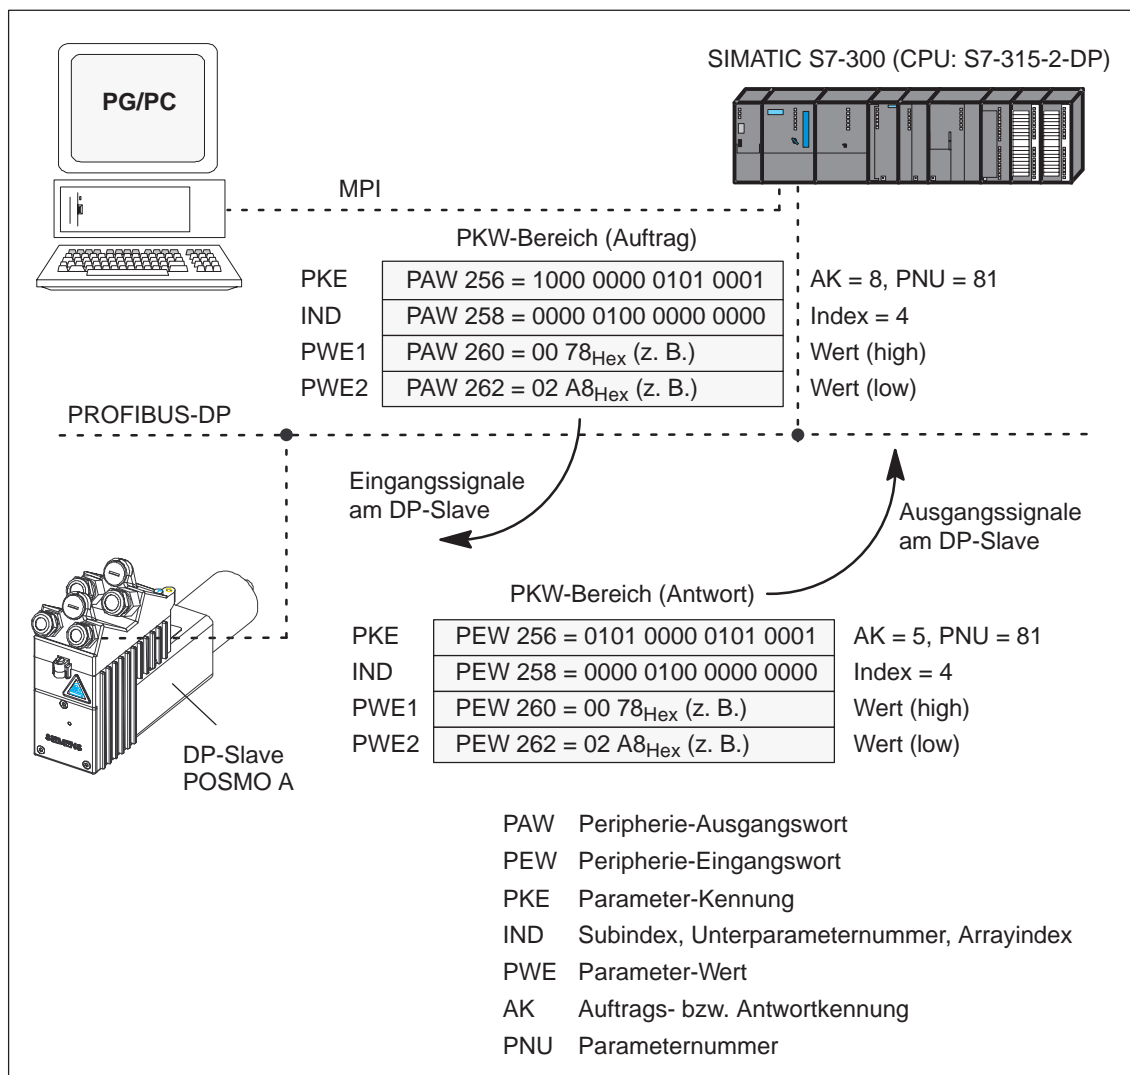 SIMATIC S7-300 (CPU: S7-315-2-DP)
PG/PC
MPI
PKW-Bereich (Auftrag)
PKE PAW 256 = 1000 0000 0101 0001 AK = 8, PNU = 81
IND PAW 258 = 0000 0100 0000 0000 Index = 4
PWE1 PAW 260 = 00 78Hex (z. B.) Wert (high)
PWE2 PAW 262 = 02 A8Hex (z. B.) Wert (low)
PROFIBUS-DP
Eingangssignale
am DP-Slave
Ausgangssignale
am DP-Slave
PKW-Bereich (Antwort)
PKE PEW 256 = 0101 0000 0101 0001 AK = 5, PNU = 81
IND PEW 258 = 0000 0100 0000 0000 Index = 4
PWE1 PEW 260 = 00 78Hex (z. B.) Wert (high)
PWE2 PEW 262 = 02 A8Hex (z. B.) Wert (low)
SIEMENS
DP-Slave
POSMO A
PAW Peripherie-Ausgangswort
PEW Peripherie-Eingangswort
PKE Parameter-Kennung
IND Subindex, Unterparameternummer, Arrayindex
PWE Parameter-Wert
AK Auftrags- bzw. Antwortkennung
PNU Parameternummer